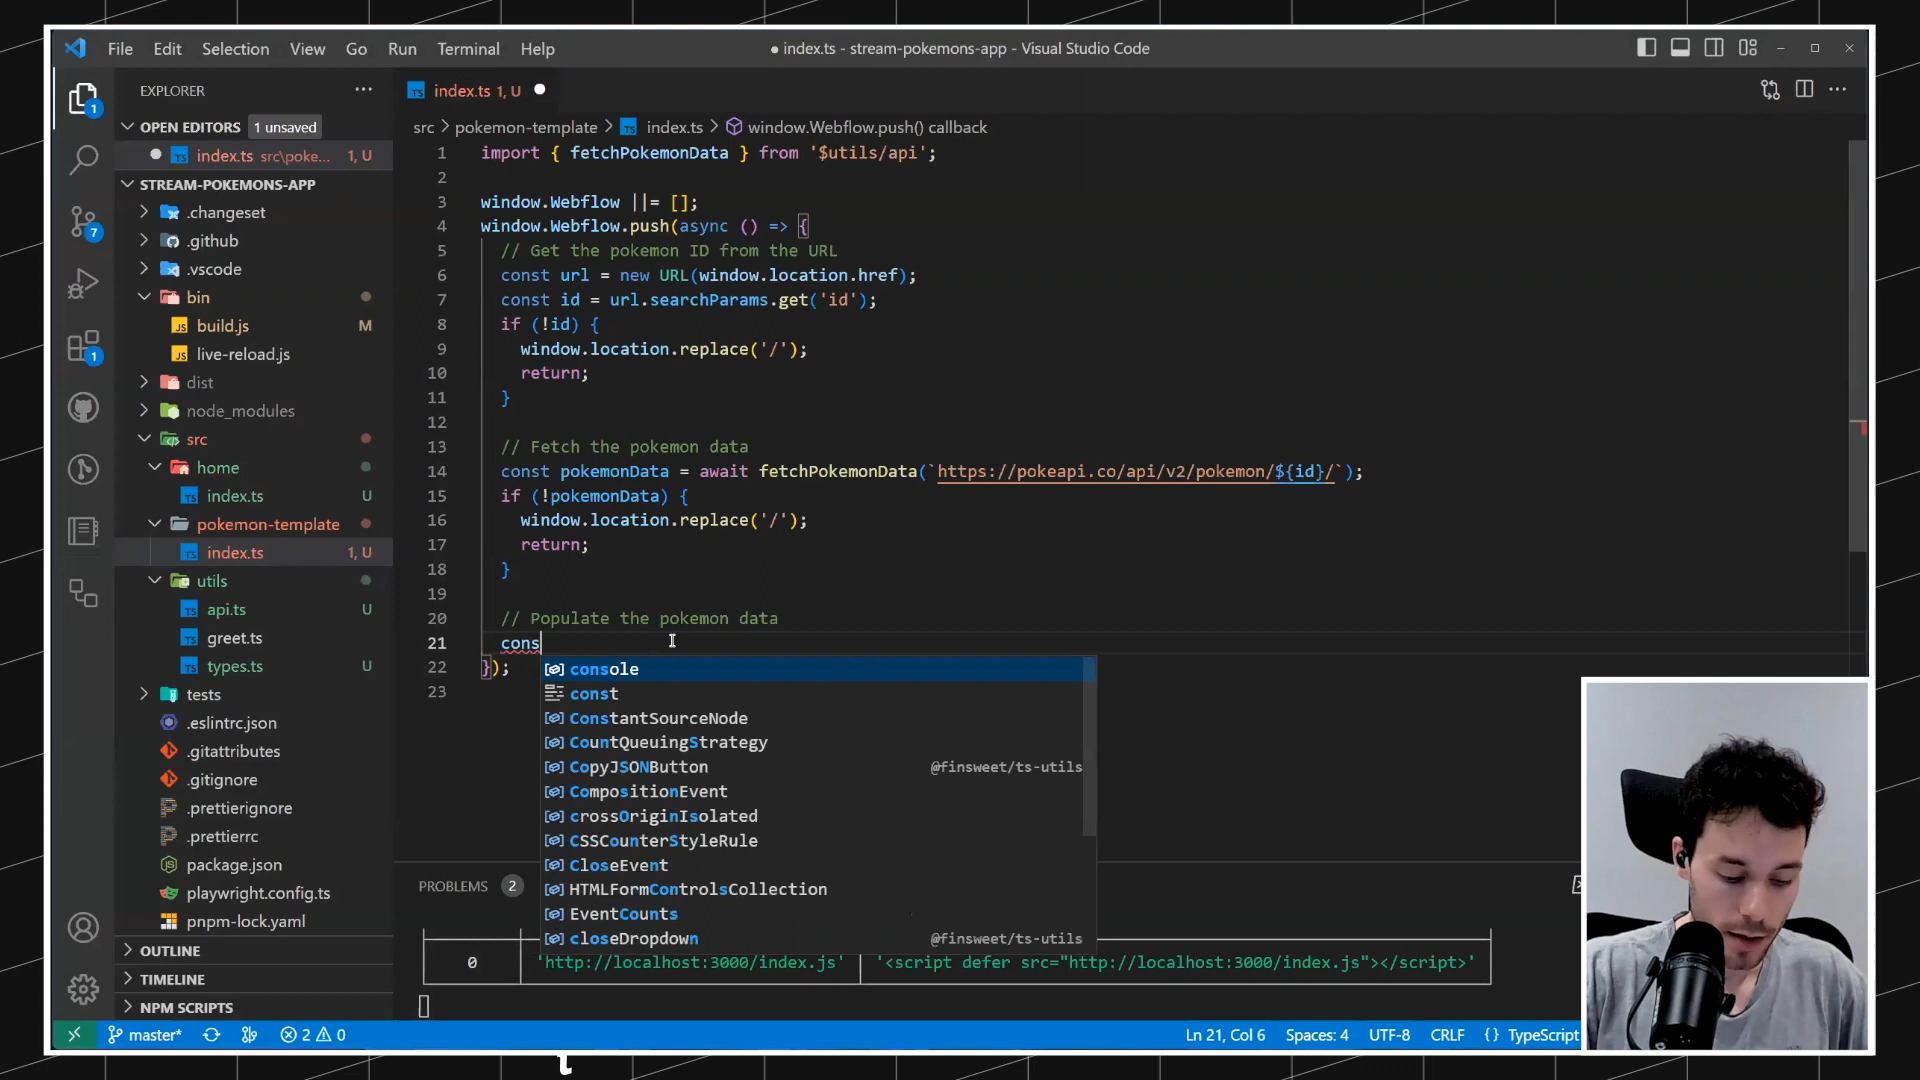 File Edit Selection View Go Run Terminal Help
● index.ts - stream-pokemons-app - Visual Studio Code
EXPLORER
OPEN EDITORS 1 unsaved
index.ts src\poke... 1, U
STREAM-POKEMONS-APP
.changeset
.github
.vscode
bin
build.js M
live-reload.js
dist
node_modules
src
home
index.ts U
pokemon-template
index.ts 1, U
utils
api.ts U
greet.ts
types.ts U
tests
.eslintrc.json
.gitattributes
.gitignore
.prettierignore
.prettierrc
package.json
playwright.config.ts
pnpm-lock.yaml
OUTLINE
TIMELINE
NPM SCRIPTS
1
7
1
index.ts 1, U
src > pokemon-template > index.ts > window.Webflow.push() callback
1 import { fetchPokemonData } from '$utils/api';
2
3 window.Webflow ||= [];
4 window.Webflow.push(async () => {
5 // Get the pokemon ID from the URL
6 const url = new URL(window.location.href);
7 const id = url.searchParams.get('id');
8 if (!id) {
9 window.location.replace('/');
10 return;
11 }
12
13 // Fetch the pokemon data
14 const pokemonData = await fetchPokemonData(`https://pokeapi.co/api/v2/pokemon/${id}/`);
15 if (!pokemonData) {
16 window.location.replace('/');
17 return;
18 }
19
20 // Populate the pokemon data
21 cons
22 });
23
console
const
ConstantSourceNode
CountQueuingStrategy
CopyJSONButton @finsweet/ts-utils
CompositionEvent
crossOriginIsolated
CSSCounterStyleRule
CloseEvent
HTMLFormControlsCollection
EventCounts
closeDropdown @finsweet/ts-utils
PROBLEMS 2
0 'http://localhost:3000/index.js' '<script defer src="http://localhost:3000/index.js"></script>'
master* 2 0 Ln 21, Col 6 Spaces: 4 UTF-8 CRLF {} TypeScript